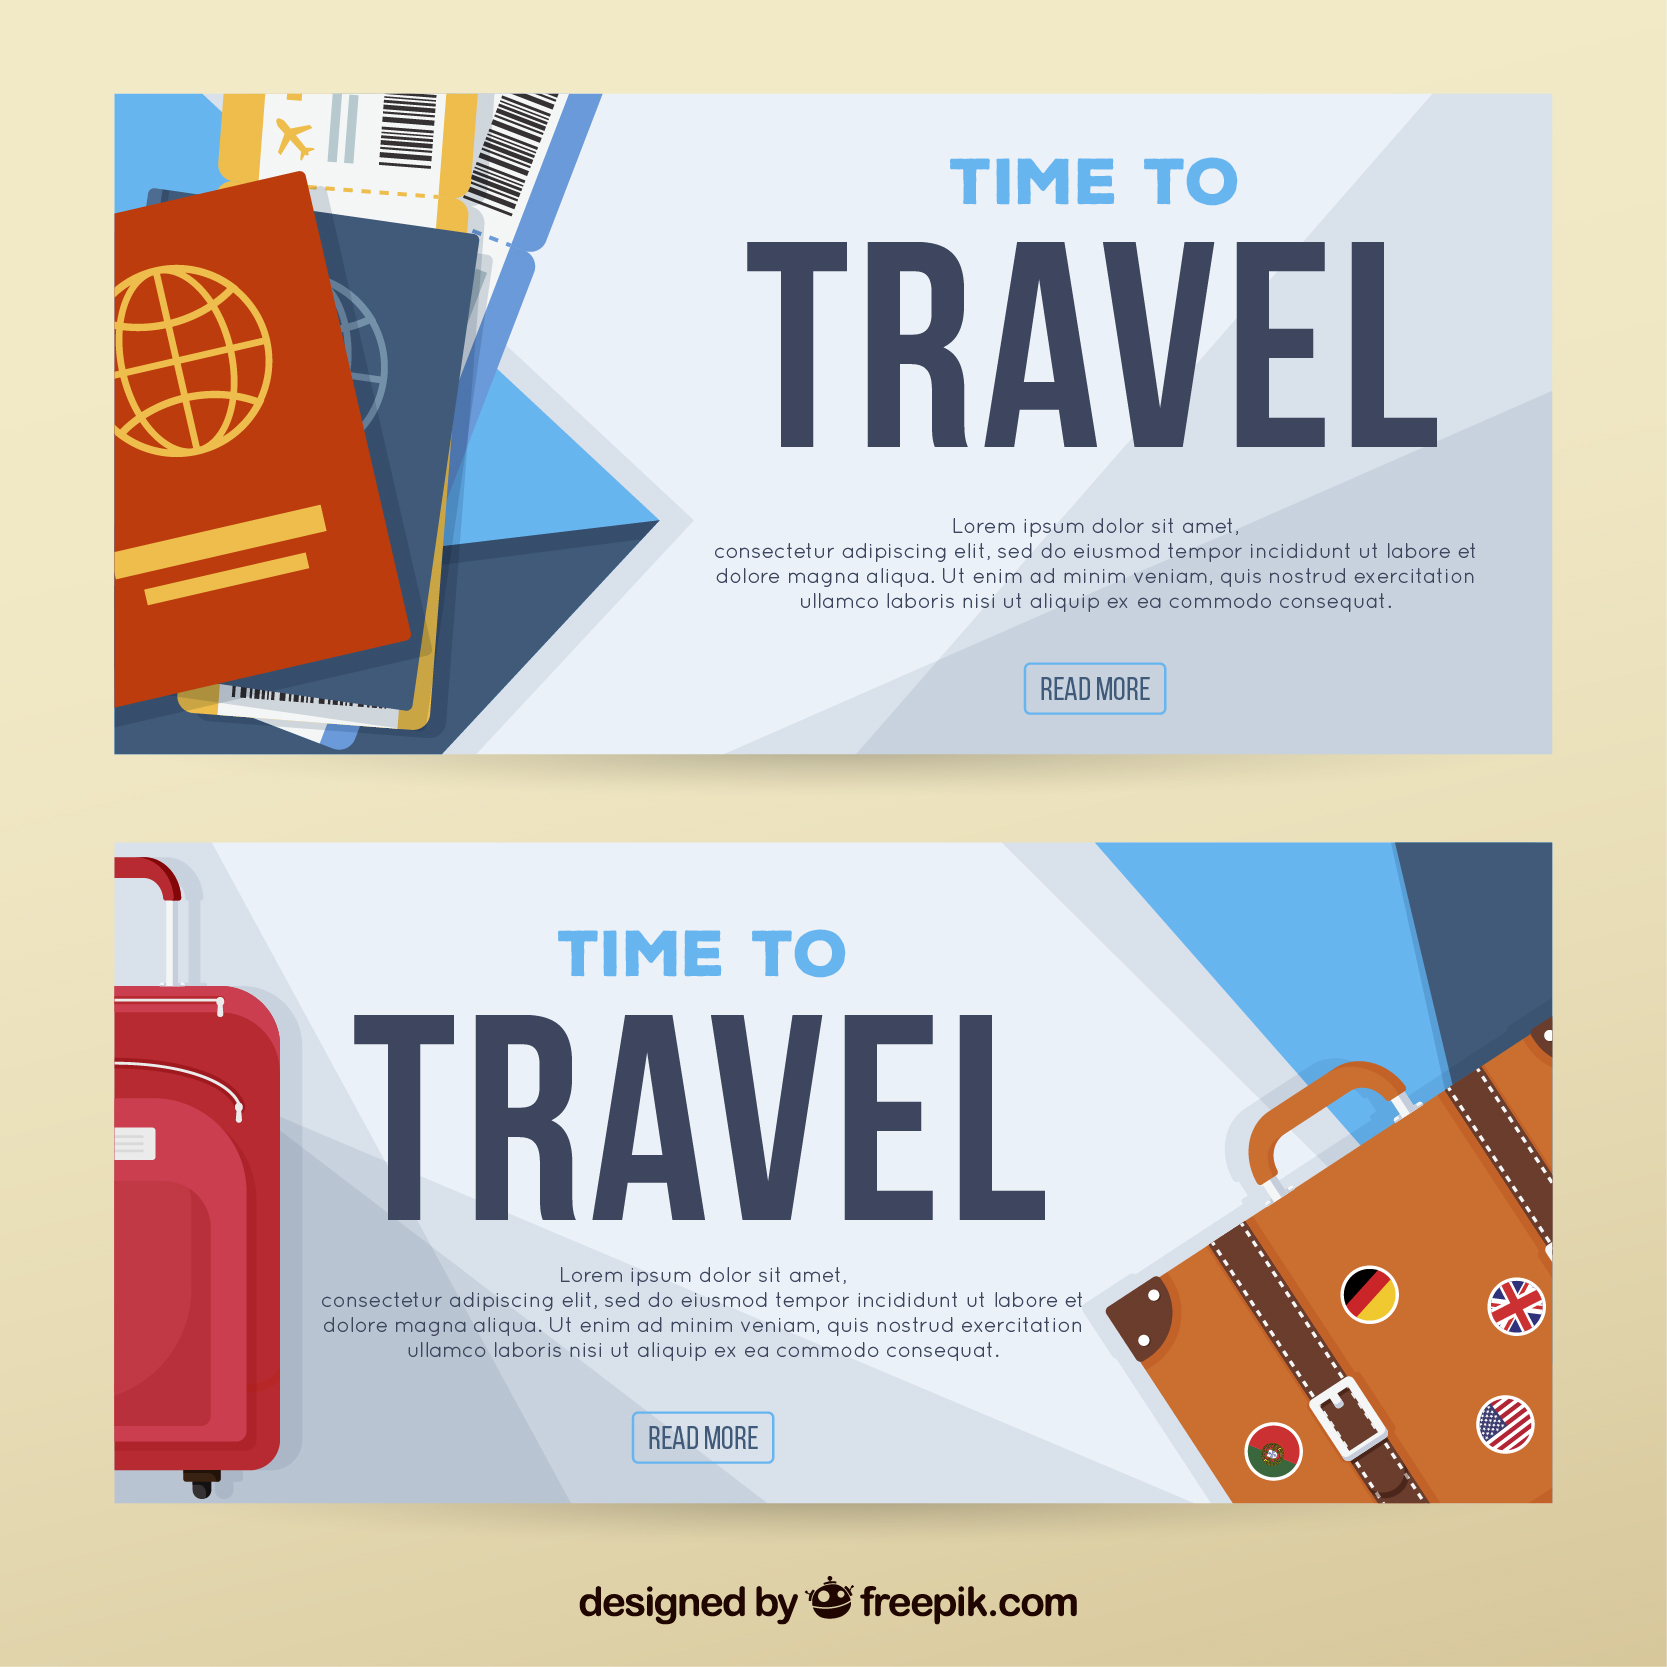 TIME TO
TRAVEL
Lorem ipsum dolor sit amet,
consectetur adipiscing elit, sed do eiusmod tempor incididunt ut labore et
dolore magna aliqua. Ut enim ad minim veniam, quis nostrud exercitation
ullamco laboris nisi ut aliquip ex ea commodo consequat.
READ MORE
TIME TO
TRAVEL
Lorem ipsum dolor sit amet,
consectetur adipiscing elit, sed do eiusmod tempor incididunt ut labore et
dolore magna aliqua. Ut enim ad minim veniam, quis nostrud exercitation
ullamco laboris nisi ut aliquip ex ea commodo consequat.
READ MORE
designed by freepik.com